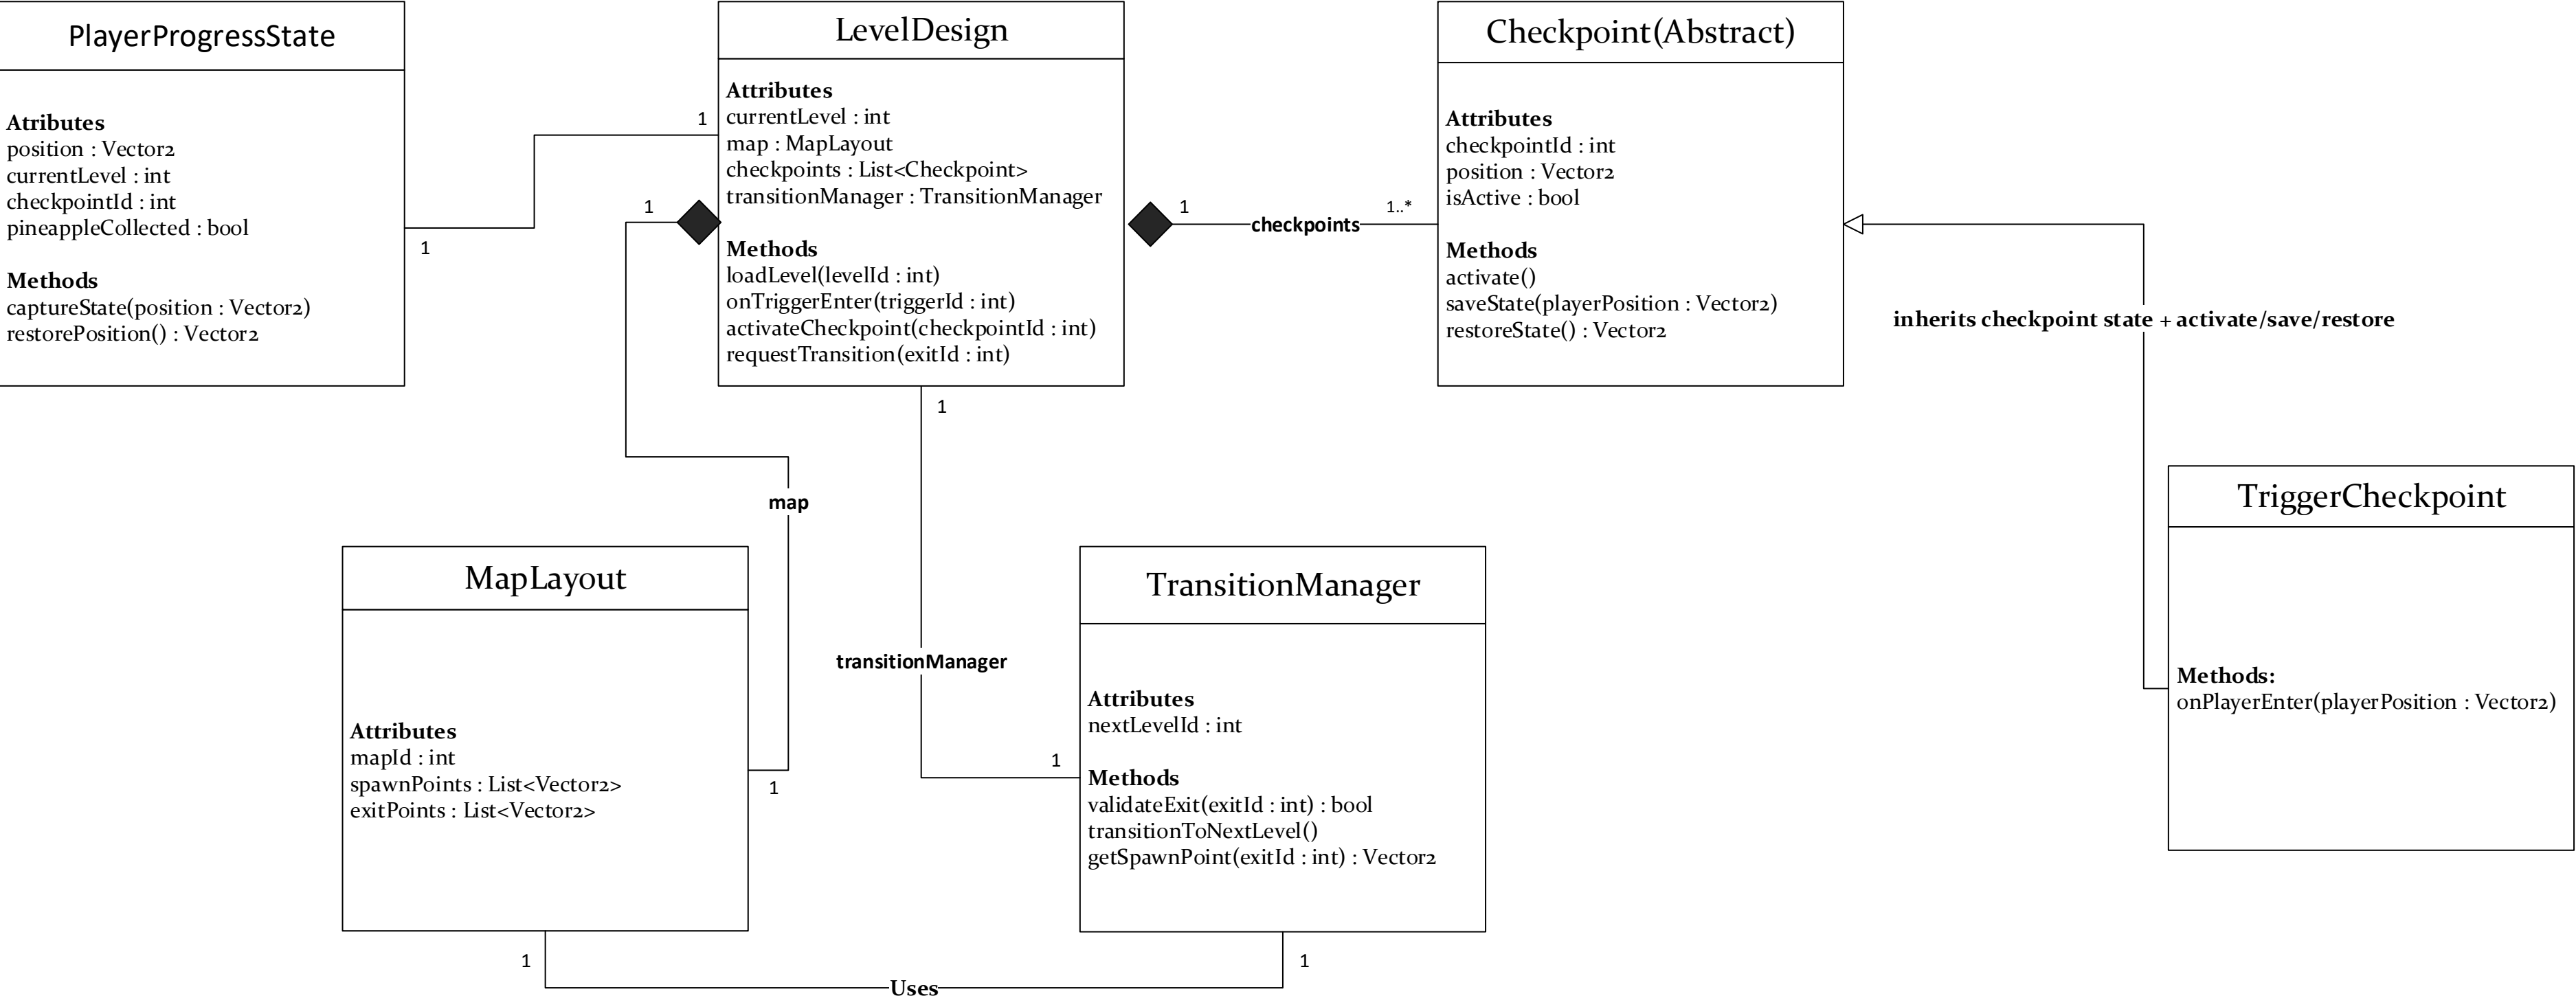 PlayerProgressState
Atributes
position : Vector2
currentLevel : int
checkpointId : int
pineappleCollected : bool
Methods
captureState(position : Vector2)
restorePosition() : Vector2
1
1
LevelDesign
Attributes
currentLevel : int
map : MapLayout
checkpoints : List<Checkpoint>
transitionManager : TransitionManager
Methods
loadLevel(levelId : int)
onTriggerEnter(triggerId : int)
activateCheckpoint(checkpointId : int)
requestTransition(exitId : int)
1
1
checkpoints
1..*
Checkpoint(Abstract)
Attributes
checkpointId : int
position : Vector2
isActive : bool
Methods
activate()
saveState(playerPosition : Vector2)
restoreState() : Vector2
inherits checkpoint state + activate/save/restore
1
map
1
transitionManager
1
MapLayout
Attributes
mapId : int
spawnPoints : List<Vector2>
exitPoints : List<Vector2>
TransitionManager
Attributes
nextLevelId : int
Methods
validateExit(exitId : int) : bool
transitionToNextLevel()
getSpawnPoint(exitId : int) : Vector2
TriggerCheckpoint
Methods:
onPlayerEnter(playerPosition : Vector2)
1
Uses
1